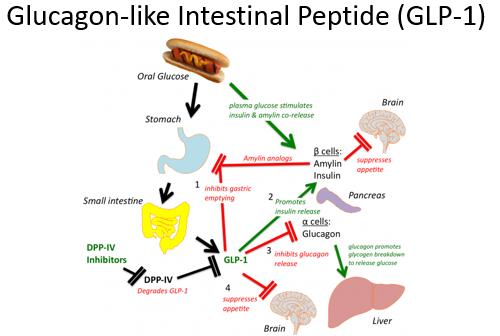 Glucagon-like Intestinal Peptide (GLP-1)
Oral Glucose
plasma glucose stimulates
insulin & amylin co-release
Brain
Stomach
β cells:
Amylin
Insulin
Amylin analogs
suppresses
appetite
1
inhibits gastric
emptying
2
Promotes
insulin release
Pancreas
Small intestine
α cells:
Glucagon
DPP-IV
Inhibitors
DPP-IV
Degrades GLP-1
GLP-1
3
inhibits glucagon
release
glucagon promotes
glycogen breakdown
to release glucose
4
suppresses
appetite
Brain
Liver